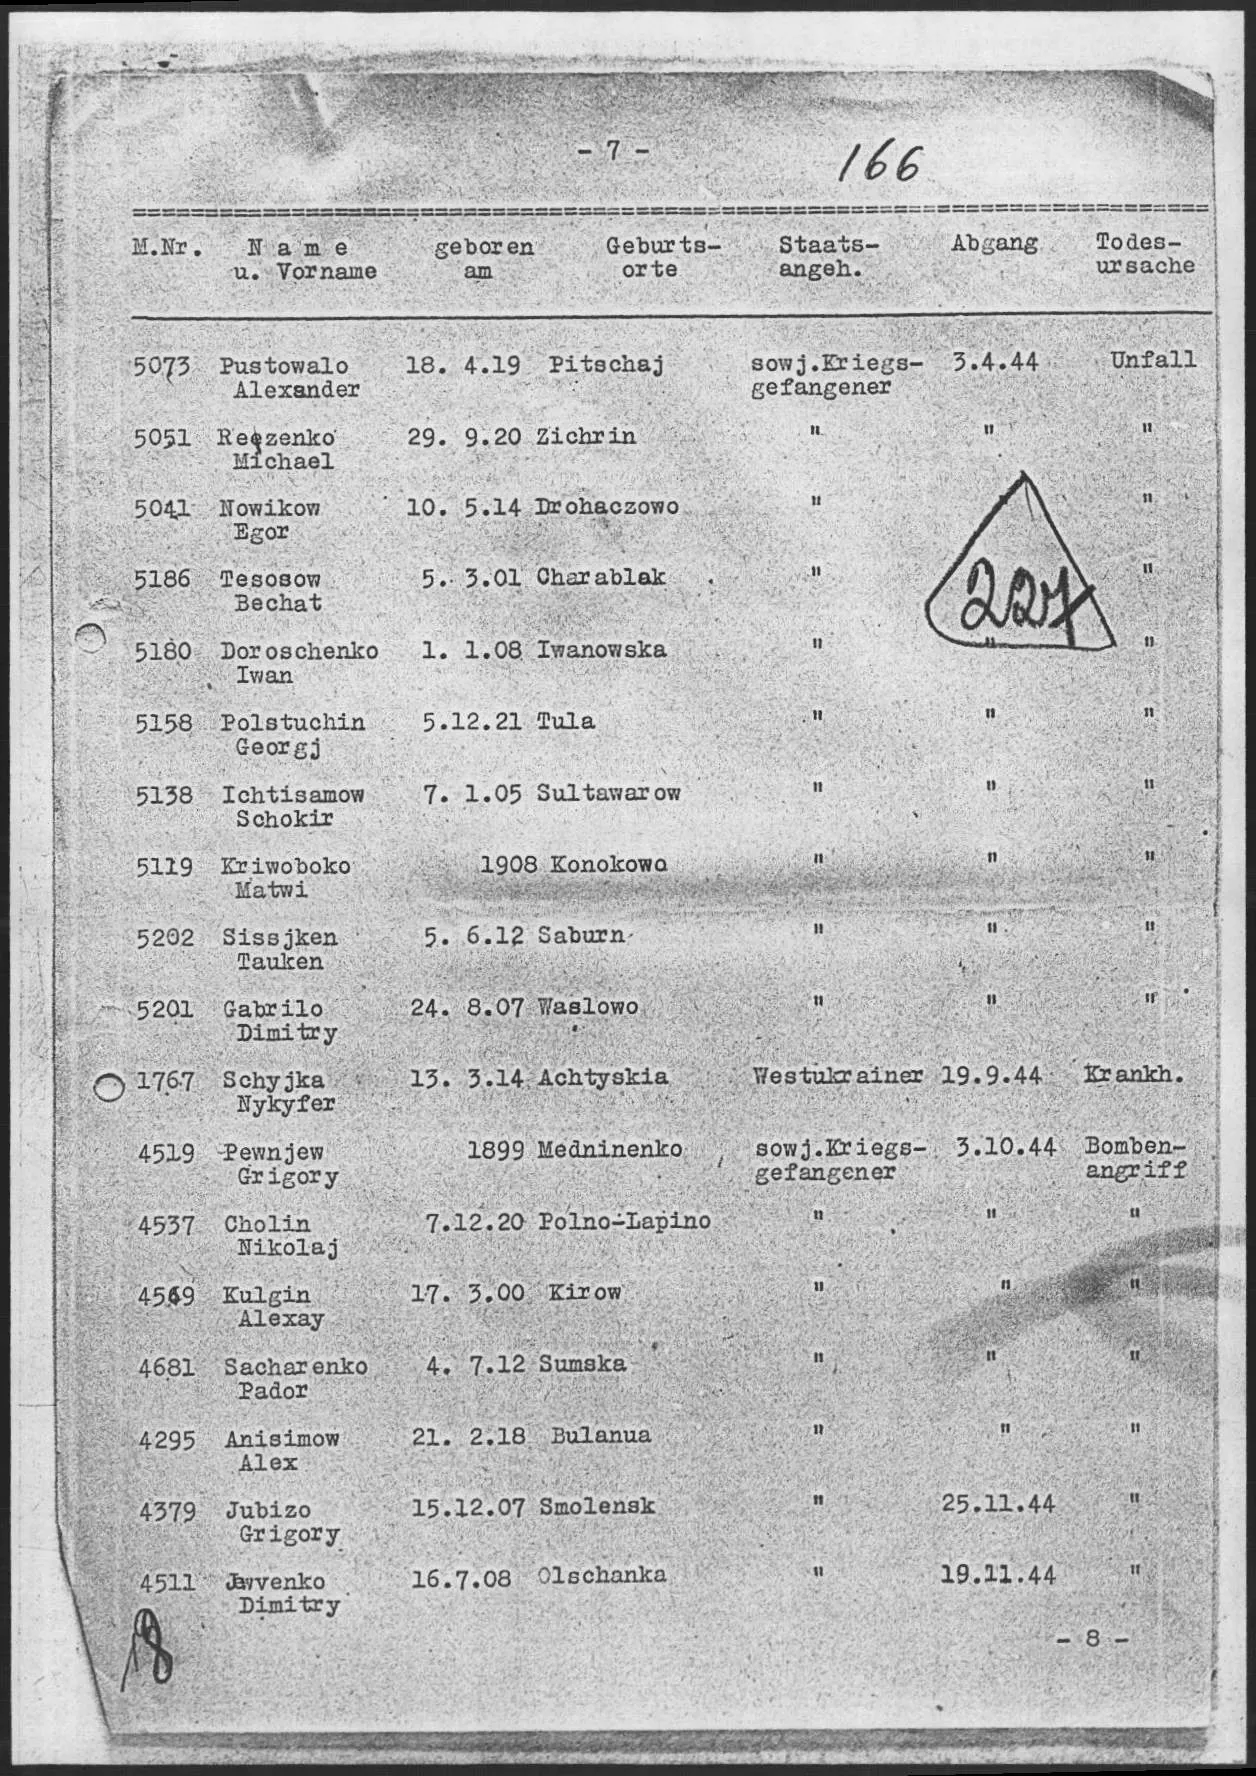 - 7 -
166
M.Nr. N a m e geboren Geburts- Staats- Abgang Todes-
u. Vorname am orte angeh. ursache
5073 Pustowalo 18. 4.19 Pitschaj sowj.Kriegs- 3.4.44 Unfall
Alexander gefangener
5051 29. 9.20 Zichrin " " "
Michael
5041 Nowikow 10. 5.14 Drohaczowo " "
Egor
5186 Tesosow 5. 3.01 Charablak " "
Bechat
227
5180 Doroschenko 1. 1.08 Iwanowska " " "
Iwan
5158 Polstuchin 5.12.21 Tula " " "
Georgj
5138 Ichtisamow 7. 1.05 Sultawarow " " "
Schokir
5119 Kriwoboko 1908 Konokowo " " "
Matwi
5202 Sissjken 5. 6.12 Saburn " " "
Tauken
5201 Gabrilo 24. 8.07 Waslowo " " "
Dimitry
1767 Schyjka 13. 3.14 Achtyskia Westukrainer 19.9.44 Krankh.
Nykyfer
4519 Pewnjew 1899 Medninenko sowj.Kriegs- 3.10.44 Bomben-
Grigory gefangener angriff
4537 Cholin 7.12.20 Polno-Lapino " " "
Nikolaj
Kulgin 17. 3.00 Kirow " " "
Alexay
4681 Sacharenko 4. 7.12 Sumska " " "
Pador
4295 Anisimow 21. 2.18 Bulanua " " "
Alex
4379 Jubizo 15.12.07 Smolensk " 25.11.44 "
Grigory
4511 16.7.08 Olschanka " 19.11.44 "
Dimitry
- 8 -